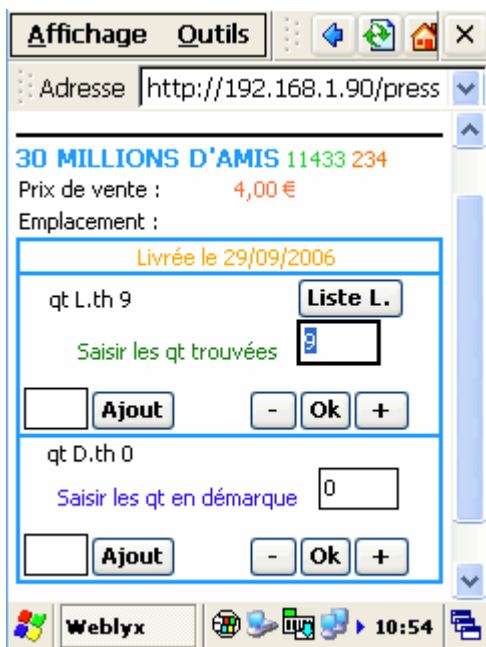 Affichage Outils
Adresse http://192.168.1.90/press
30 MILLIONS D'AMIS 11433 234
Prix de vente : 4,00 €
Emplacement :
Livrée le 29/09/2006
qt L.th 9 Liste L.
Saisir les qt trouvées 9
Ajout - Ok +
qt D.th 0
Saisir les qt en démarque 0
Ajout - Ok +
Weblyx 10:54